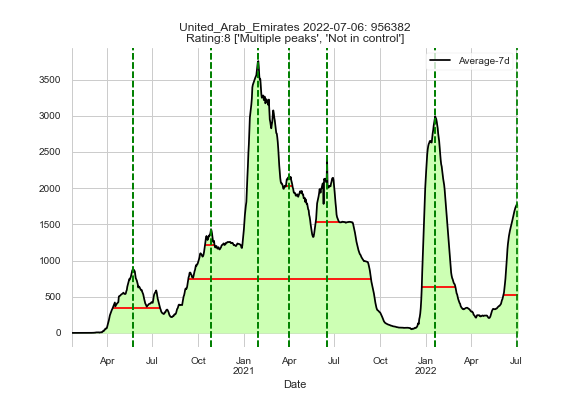 United_Arab_Emirates 2022-07-06: 956382
Rating:8 ['Multiple peaks', 'Not in control']
Average-7d
3500
3000
2500
2000
1500
1000
500
0
Apr Jul Oct Jan Apr Jul Oct Jan Apr Jul
2021 2022
Date